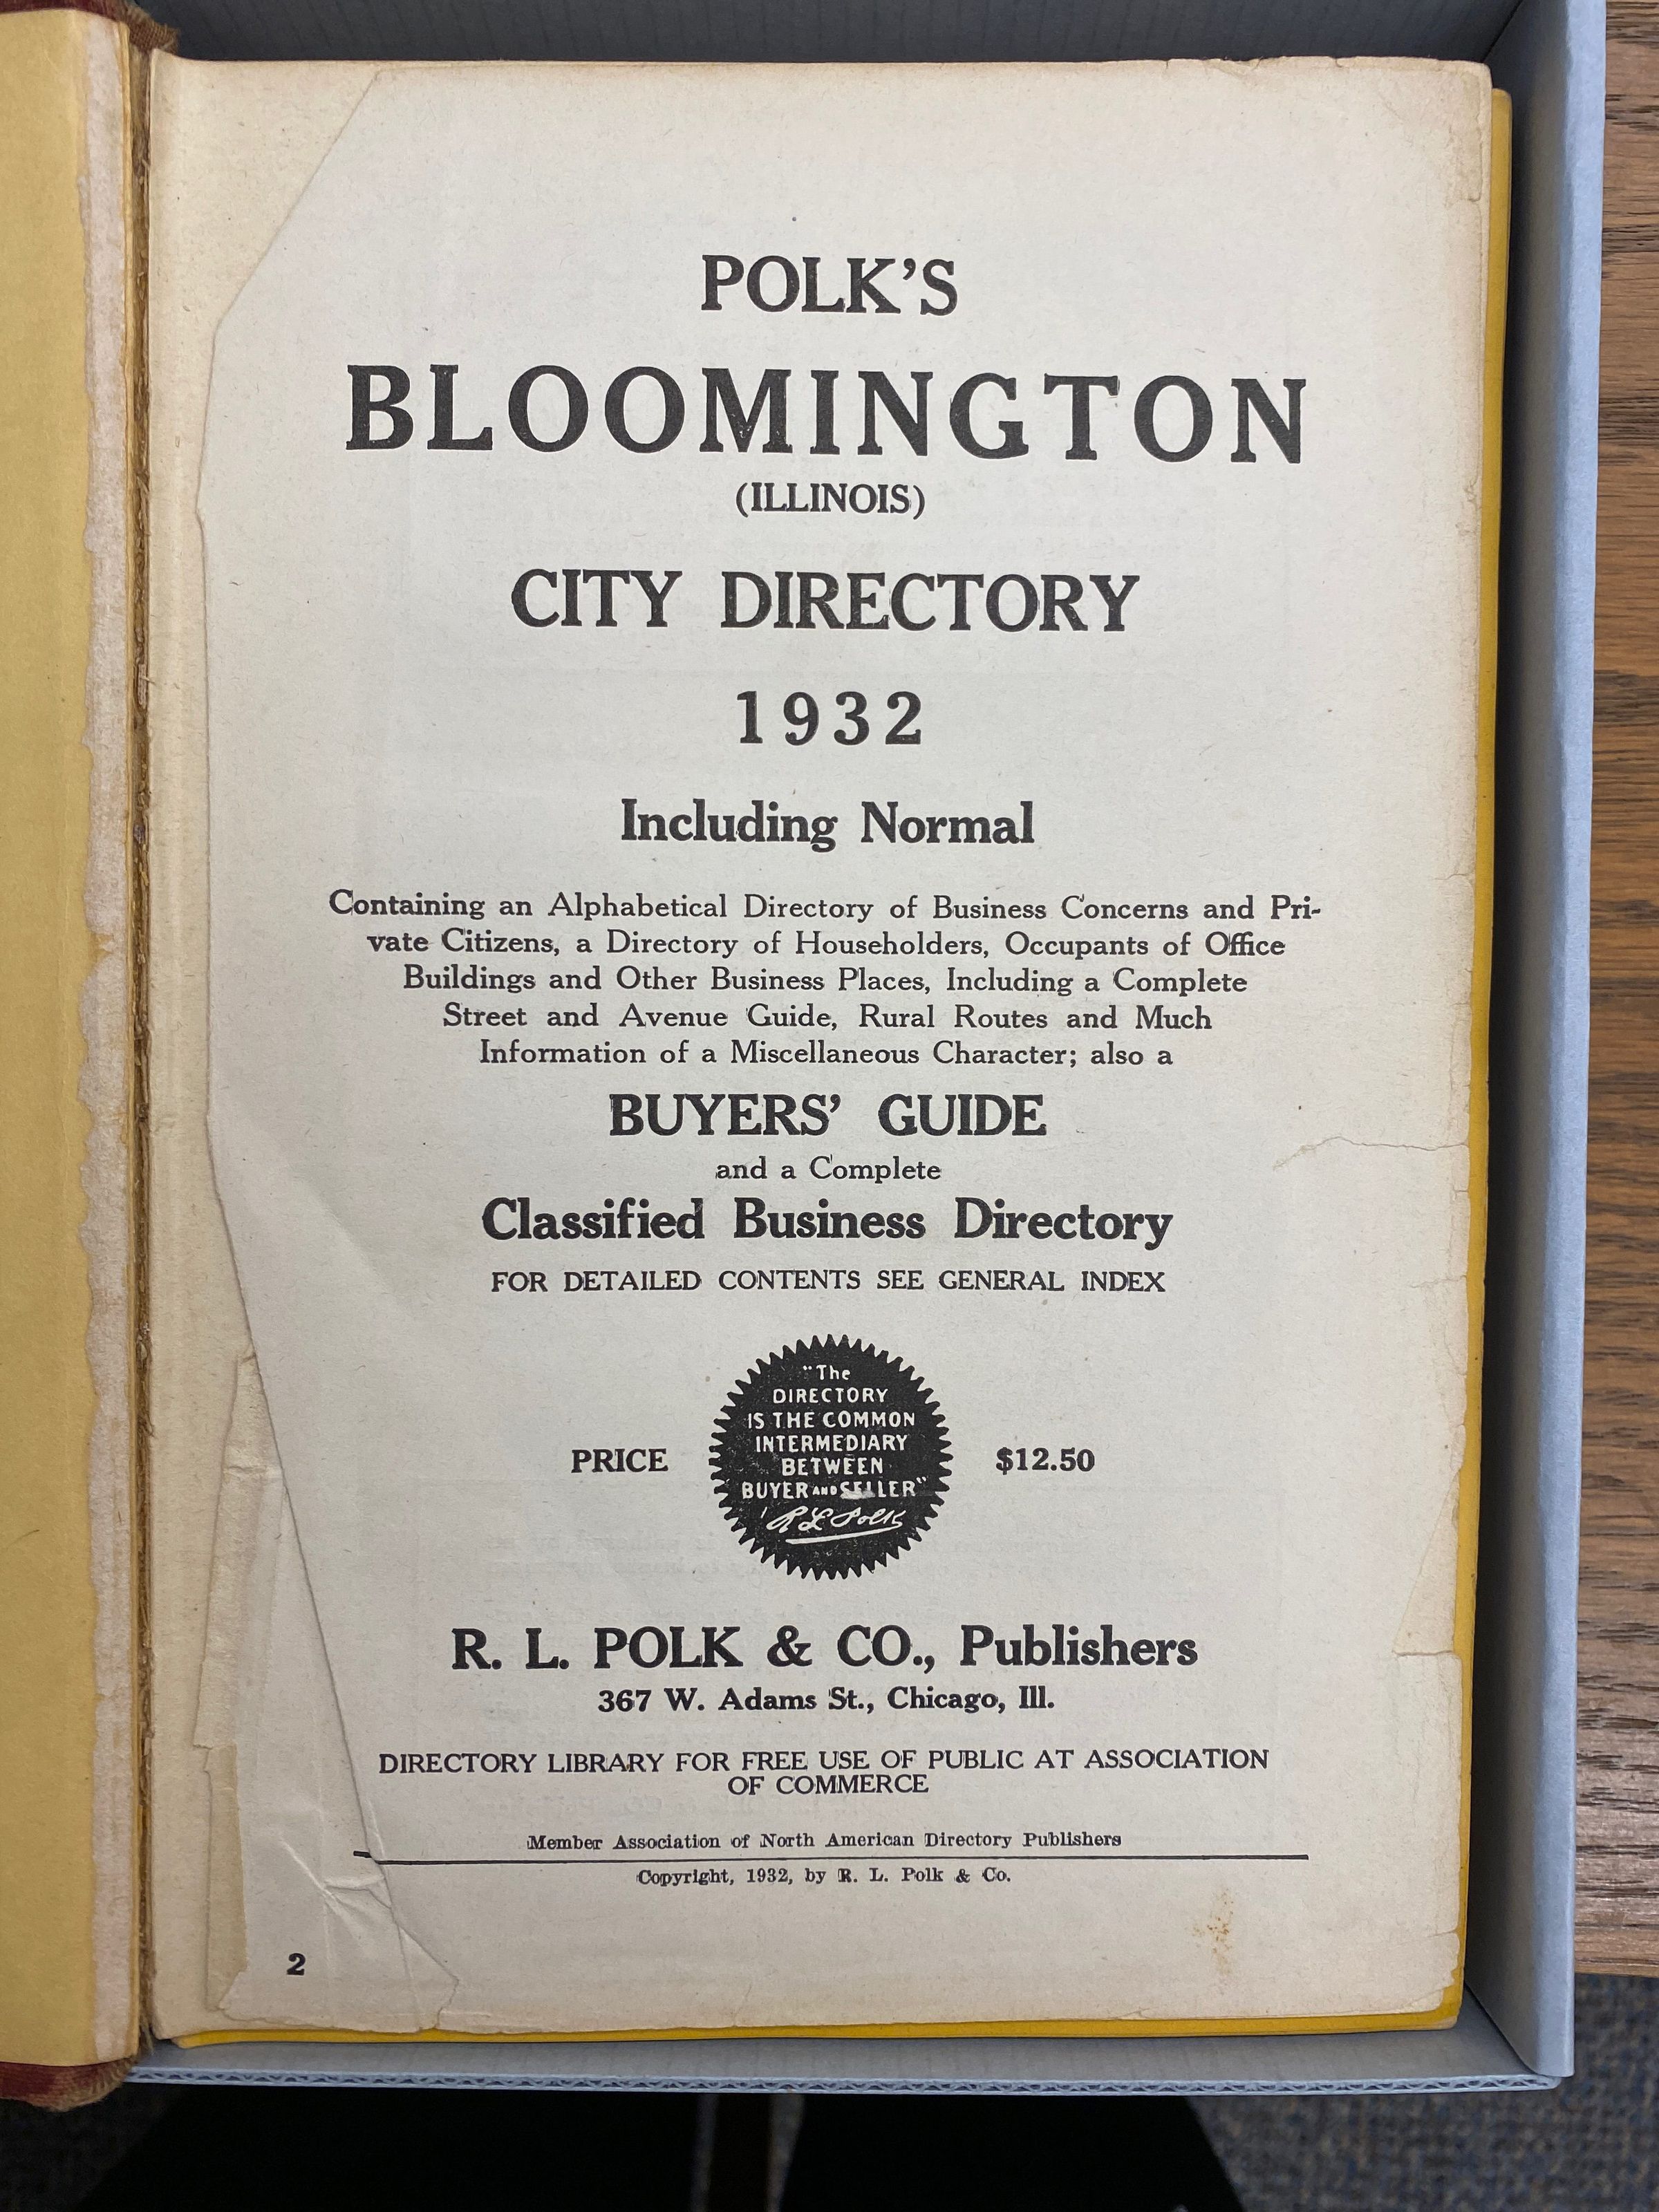 POLK'S
BLOOMINGTON
(ILLINOIS)
CITY DIRECTORY
1932
Including Normal
Containing an Alphabetical Directory of Business Concerns and Pri-
vate Citizens, a Directory of Householders, Occupants of Office
Buildings and Other Business Places, Including a Complete
Street and Avenue Guide, Rural Routes and Much
Information of a Miscellaneous Character; also a
BUYERS' GUIDE
and a Complete
Classified Business Directory
FOR DETAILED CONTENTS SEE GENERAL INDEX
"The
DIRECTORY
IS THE COMMON
INTERMEDIARY
BETWEEN
BUYER AND SELLER"
R L Polk
PRICE $12.50
R. L. POLK & CO., Publishers
367 W. Adams St., Chicago, Ill.
DIRECTORY LIBRARY FOR FREE USE OF PUBLIC AT ASSOCIATION
OF COMMERCE
Member Association of North American Directory Publishers
Copyright, 1932, by R. L. Polk & Co.
2